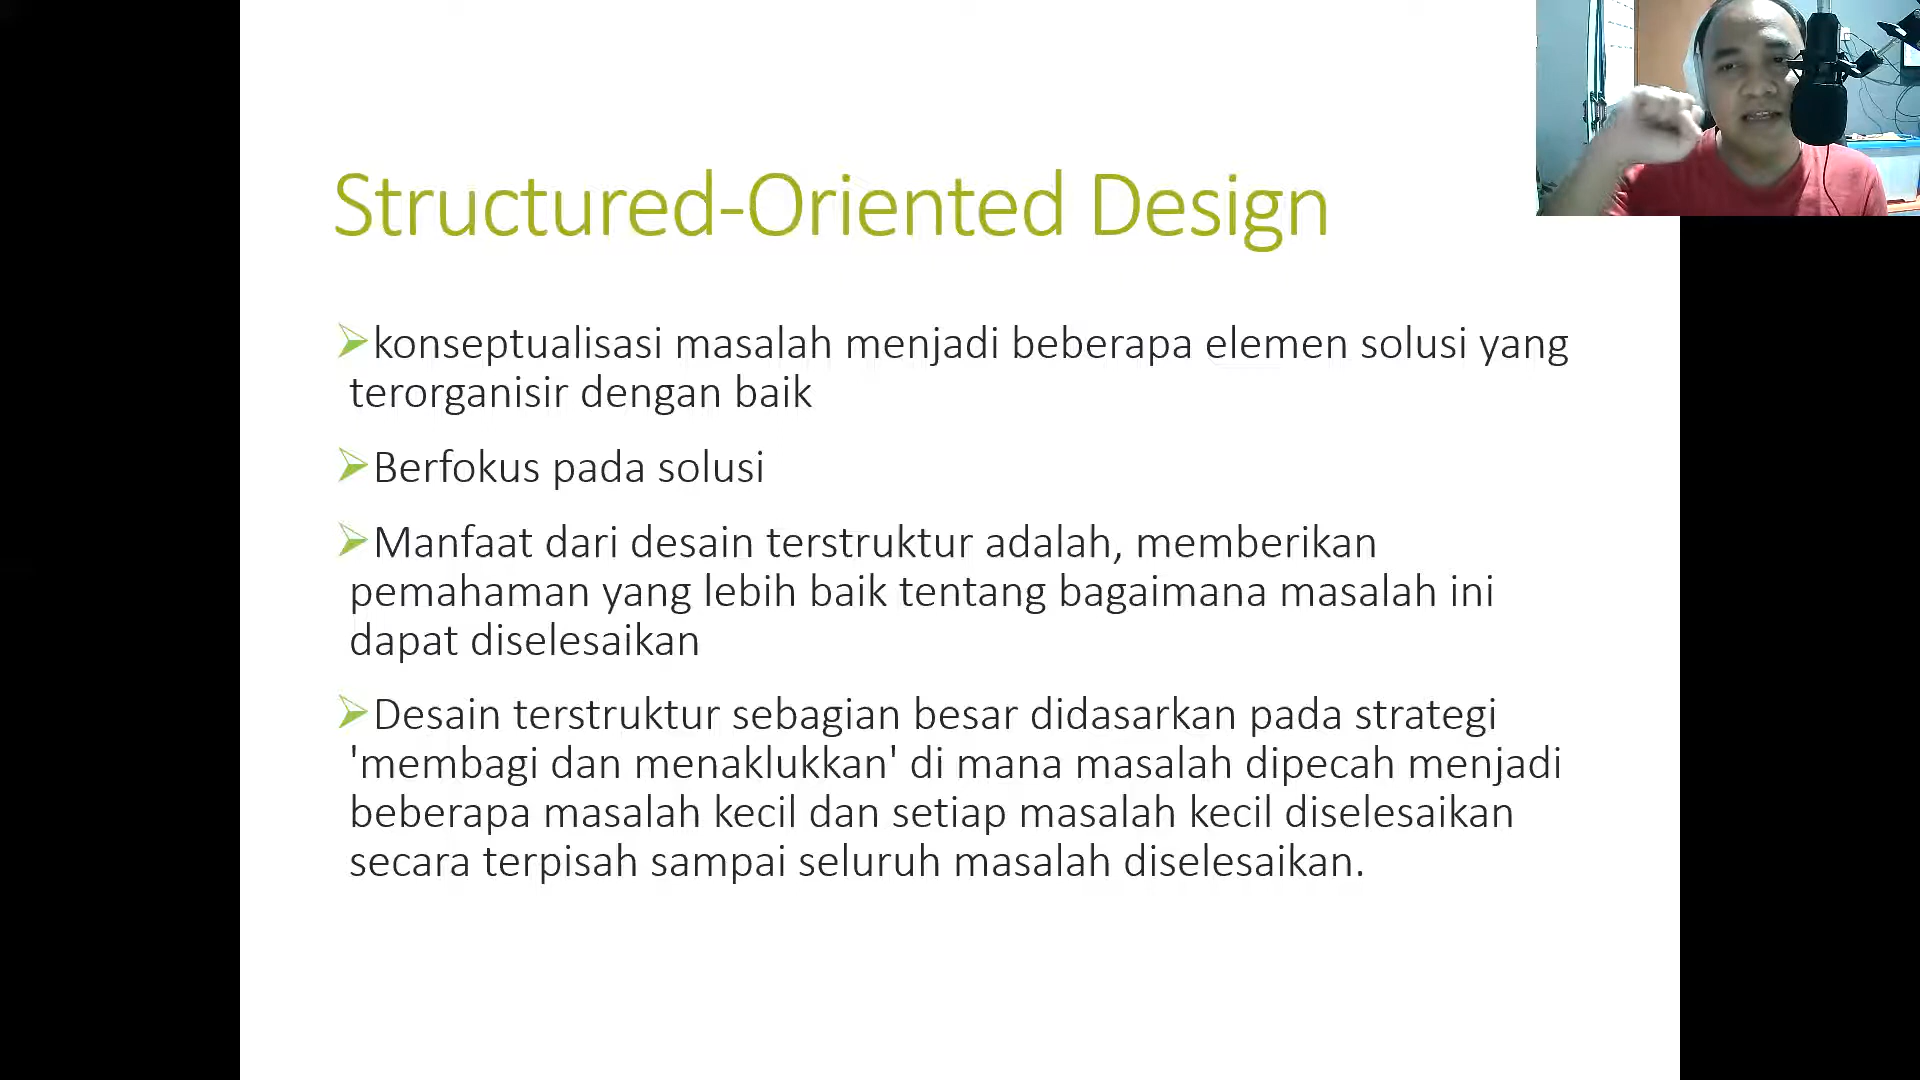 Structured-Oriented Design
konseptualisasi masalah menjadi beberapa elemen solusi yang
terorganisir dengan baik
Berfokus pada solusi
Manfaat dari desain terstruktur adalah, memberikan
pemahaman yang lebih baik tentang bagaimana masalah ini
dapat diselesaikan
Desain terstruktur sebagian besar didasarkan pada strategi
'membagi dan menaklukkan' di mana masalah dipecah menjadi
beberapa masalah kecil dan setiap masalah kecil diselesaikan
secara terpisah sampai seluruh masalah diselesaikan.